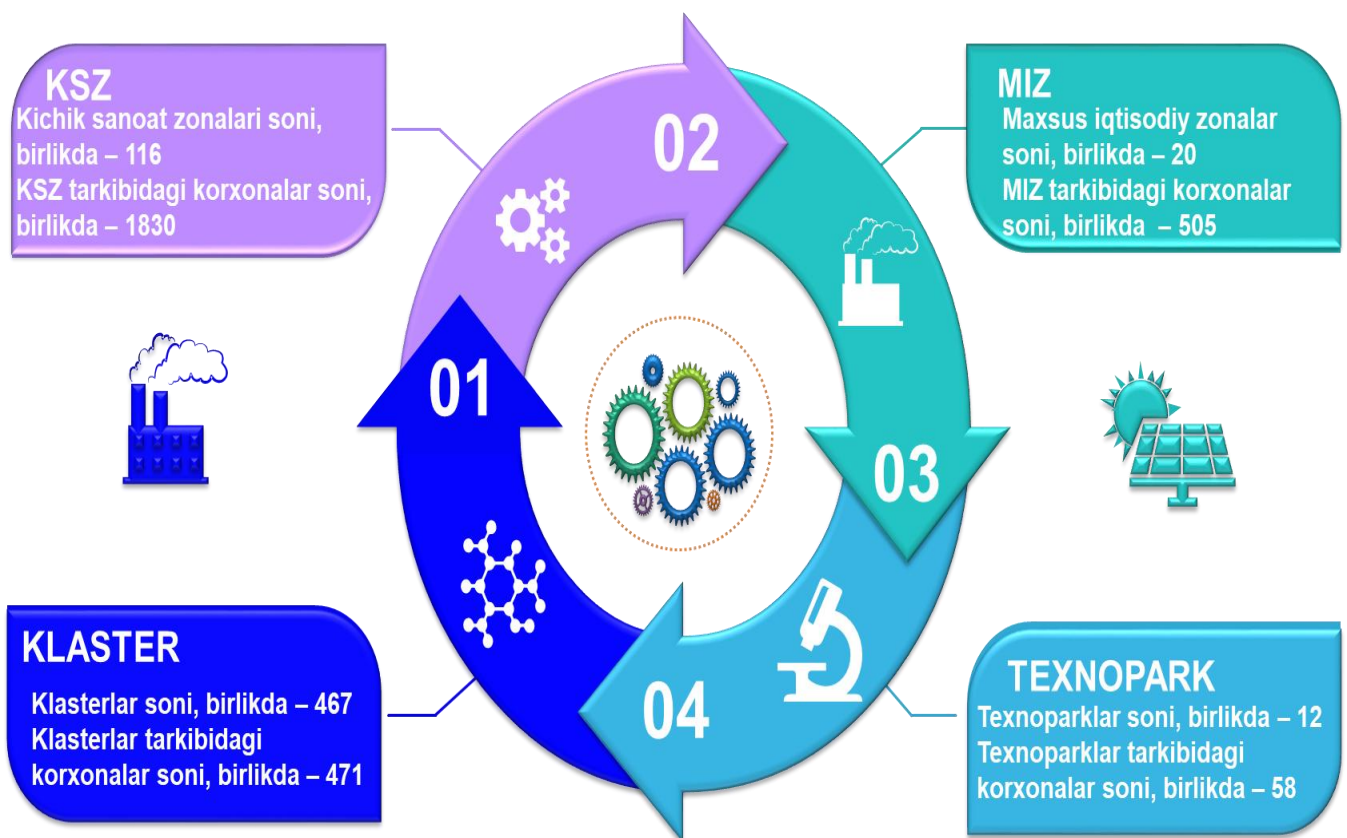 KSZ
Kichik sanoat zonalari soni,
birlikda – 116
KSZ tarkibidagi korxonalar soni,
birlikda – 1830
02
MIZ
Maxsus iqtisodiy zonalar
soni, birlikda – 20
MIZ tarkibidagi korxonalar
soni, birlikda – 505
01
03
KLASTER
Klasterlar soni, birlikda – 467
Klasterlar tarkibidagi
korxonalar soni, birlikda – 471
04
TEXNOPARK
Texnoparklar soni, birlikda – 12
Texnoparklar tarkibidagi
korxonalar soni, birlikda – 58